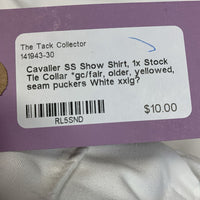 The Tack Collector
141943-30
Cavalier SS Show Shirt, 1x Stock
Tie Collar *gc/fair, older, yellowed,
seam puckers White xxlg?
$10.00
RL5SND